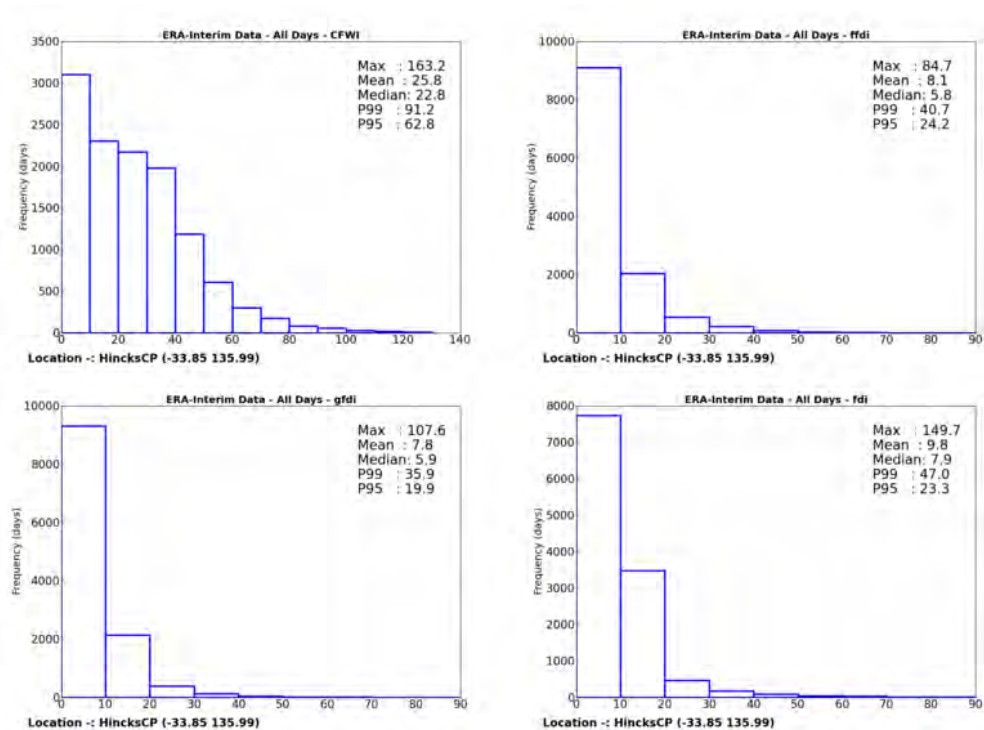 ERA-Interim Data - All Days - CFWI
3500
3000
2500
2000
1500
1000
500
0
Frequency (days)
Max : 163.2
Mean : 25.8
Median: 22.8
P99 : 91.2
P95 : 62.8
0 20 40 60 80 100 120 140
Location -: HincksCP (-33.85 135.99)
ERA-Interim Data - All Days - ffdi
10000
8000
6000
4000
2000
0
Frequency (days)
Max : 84.7
Mean : 8.1
Median: 5.8
P99 : 40.7
P95 : 24.2
0 10 20 30 40 50 60 70 80 90
Location -: HincksCP (-33.85 135.99)
ERA-Interim Data - All Days - gfdi
10000
8000
6000
4000
2000
0
Frequency (days)
Max : 107.6
Mean : 7.8
Median: 5.9
P99 : 35.9
P95 : 19.9
0 10 20 30 40 50 60 70 80 90
Location -: HincksCP (-33.85 135.99)
ERA-Interim Data - All Days - fdi
8000
7000
6000
5000
4000
3000
2000
1000
0
Frequency (days)
Max : 149.7
Mean : 9.8
Median: 7.9
P99 : 47.0
P95 : 23.3
0 10 20 30 40 50 60 70 80 90
Location -: HincksCP (-33.85 135.99)